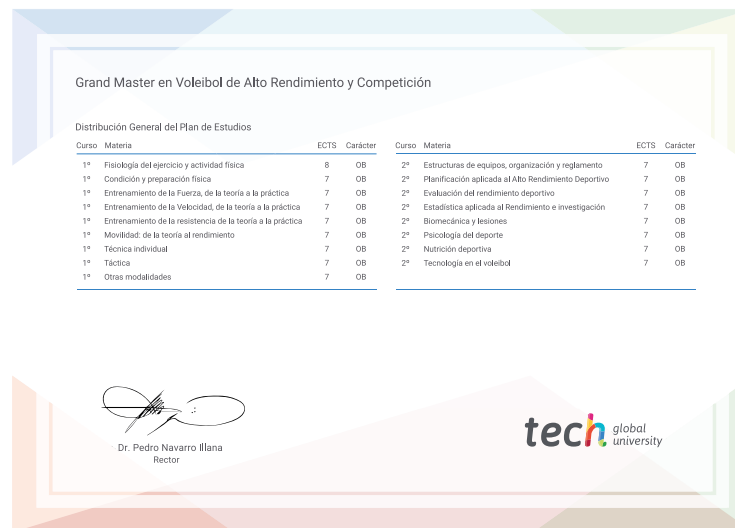 Grand Master en Voleibol de Alto Rendimiento y Competición
Distribución General del Plan de Estudios
Curso Materia ECTS Carácter
1º Fisiología del ejercicio y actividad física 8 OB
1º Condición y preparación física 7 OB
1º Entrenamiento de la Fuerza, de la teoría a la práctica 7 OB
1º Entrenamiento de la Velocidad, de la teoría a la práctica 7 OB
1º Entrenamiento de la resistencia de la teoría a la práctica 7 OB
1º Movilidad: de la teoría al rendimiento 7 OB
1º Técnica individual 7 OB
1º Táctica 7 OB
1º Otras modalidades 7 OB
Curso Materia ECTS Carácter
2º Estructuras de equipos, organización y reglamento 7 OB
2º Planificación aplicada al Alto Rendimiento Deportivo 7 OB
2º Evaluación del rendimiento deportivo 7 OB
2º Estadística aplicada al Rendimiento e investigación 7 OB
2º Biomecánica y lesiones 7 OB
2º Psicología del deporte 7 OB
2º Nutrición deportiva 7 OB
2º Tecnología en el voleibol 7 OB
Dr. Pedro Navarro Illana
Rector
tech global university